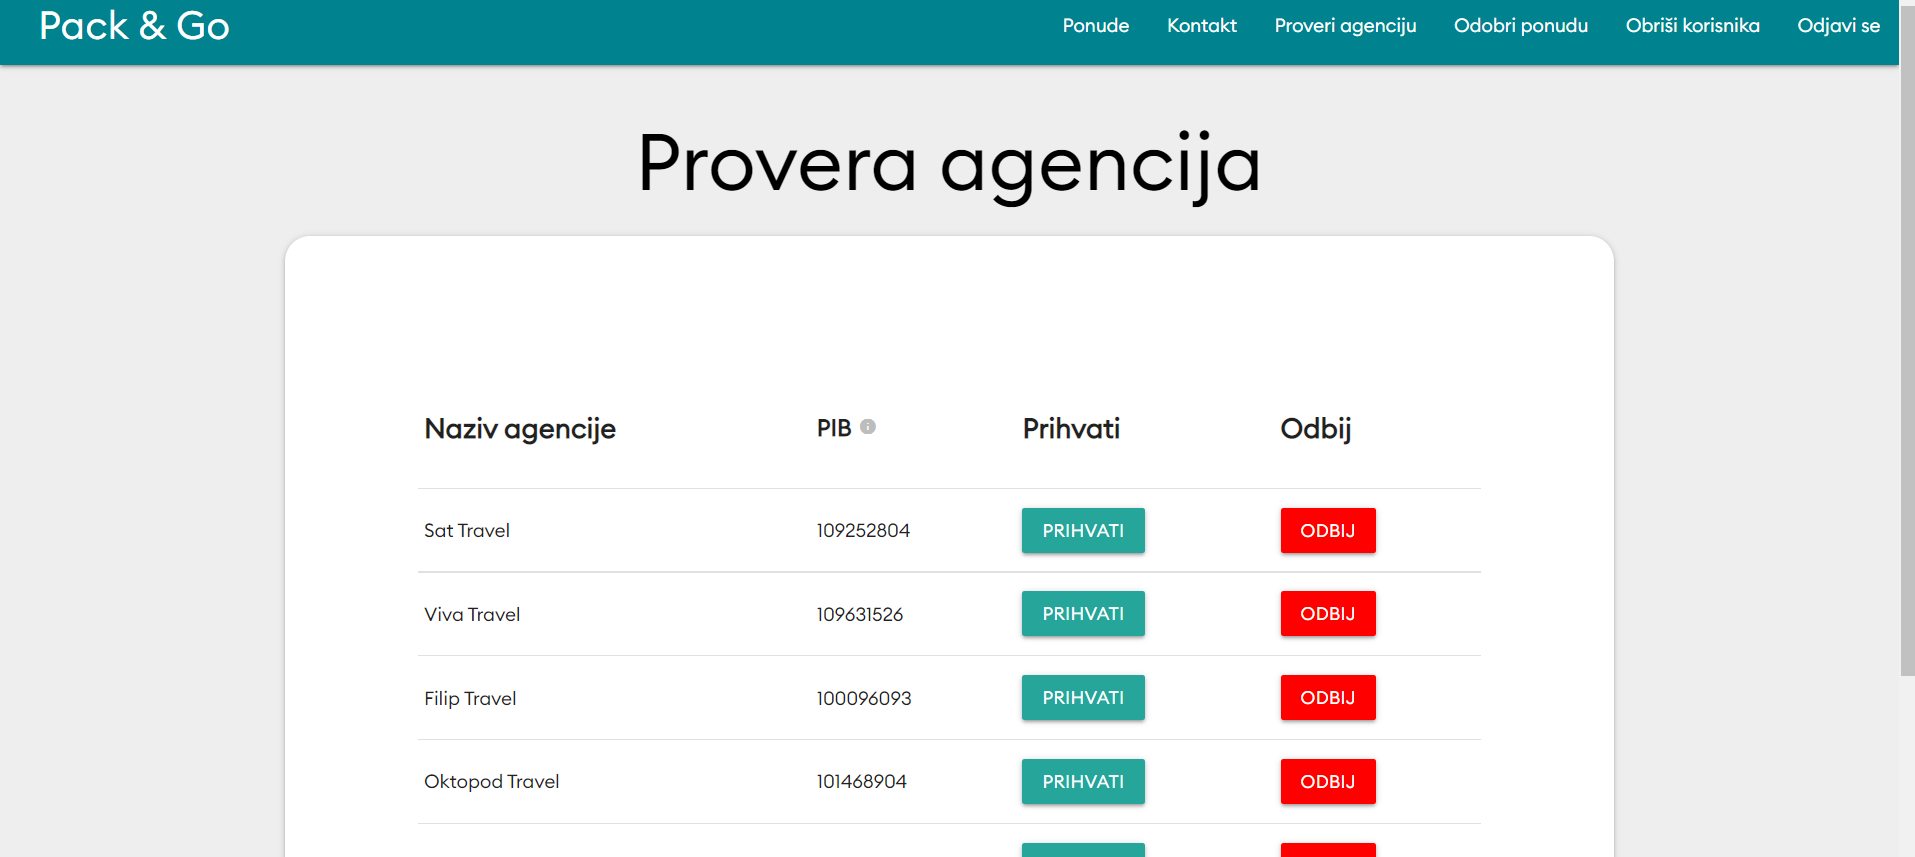 Pack & Go Ponude Kontakt Proveri agenciju Odobri ponudu Obriši korisnika Odjavi se
Provera agencija
Naziv agencije PIB Prihvati Odbij
Sat Travel 109252804 PRIHVATI ODBIJ
Viva Travel 109631526 PRIHVATI ODBIJ
Filip Travel 100096093 PRIHVATI ODBIJ
Oktopod Travel 101468904 PRIHVATI ODBIJ